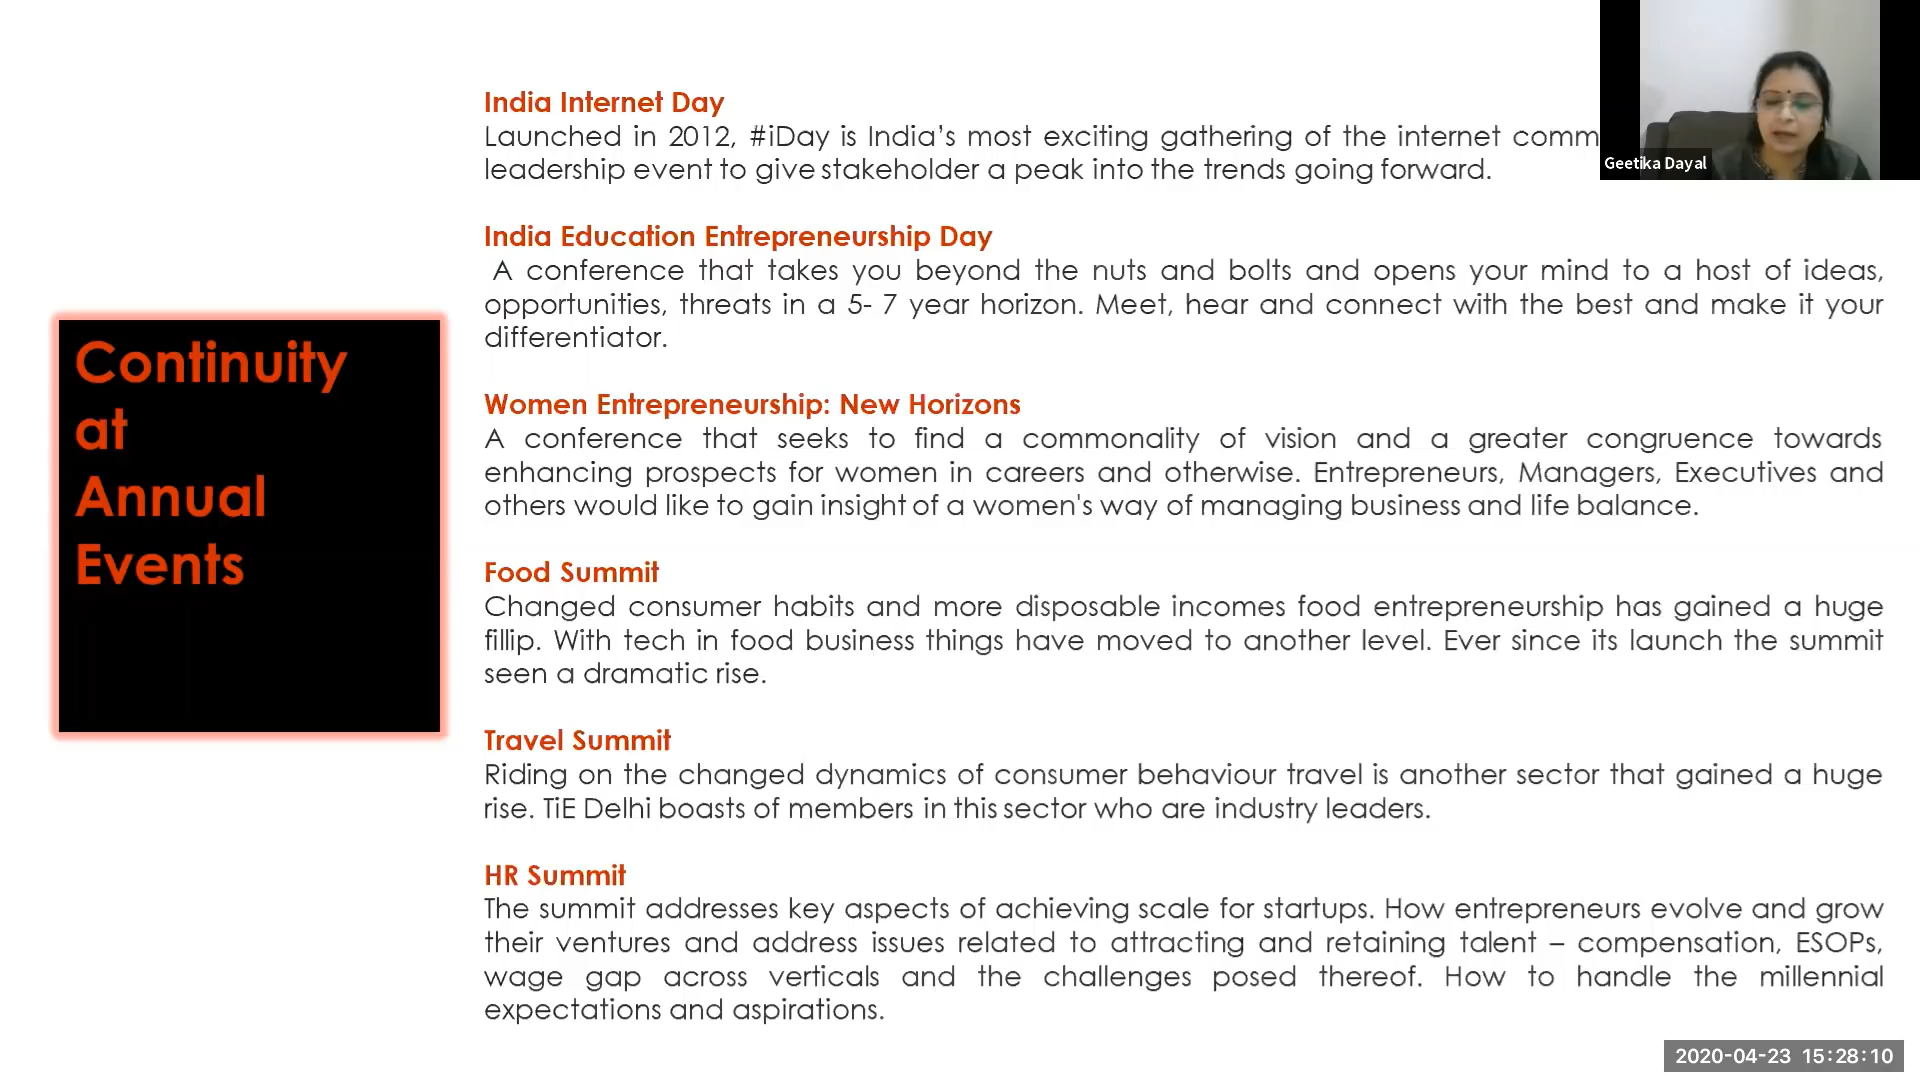 India Internet Day
Launched in 2012, #iDay is India’s most exciting gathering of the internet comm
leadership event to give stakeholder a peak into the trends going forward.
Geetika Dayal
India Education Entrepreneurship Day
A conference that takes you beyond the nuts and bolts and opens your mind to a host of ideas,
opportunities, threats in a 5- 7 year horizon. Meet, hear and connect with the best and make it your
differentiator.
Continuity
at
Annual
Events
Women Entrepreneurship: New Horizons
A conference that seeks to find a commonality of vision and a greater congruence towards
enhancing prospects for women in careers and otherwise. Entrepreneurs, Managers, Executives and
others would like to gain insight of a women's way of managing business and life balance.
Food Summit
Changed consumer habits and more disposable incomes food entrepreneurship has gained a huge
fillip. With tech in food business things have moved to another level. Ever since its launch the summit
seen a dramatic rise.
Travel Summit
Riding on the changed dynamics of consumer behaviour travel is another sector that gained a huge
rise. TiE Delhi boasts of members in this sector who are industry leaders.
HR Summit
The summit addresses key aspects of achieving scale for startups. How entrepreneurs evolve and grow
their ventures and address issues related to attracting and retaining talent – compensation, ESOPs,
wage gap across verticals and the challenges posed thereof. How to handle the millennial
expectations and aspirations.
2020-04-23 15:28:10